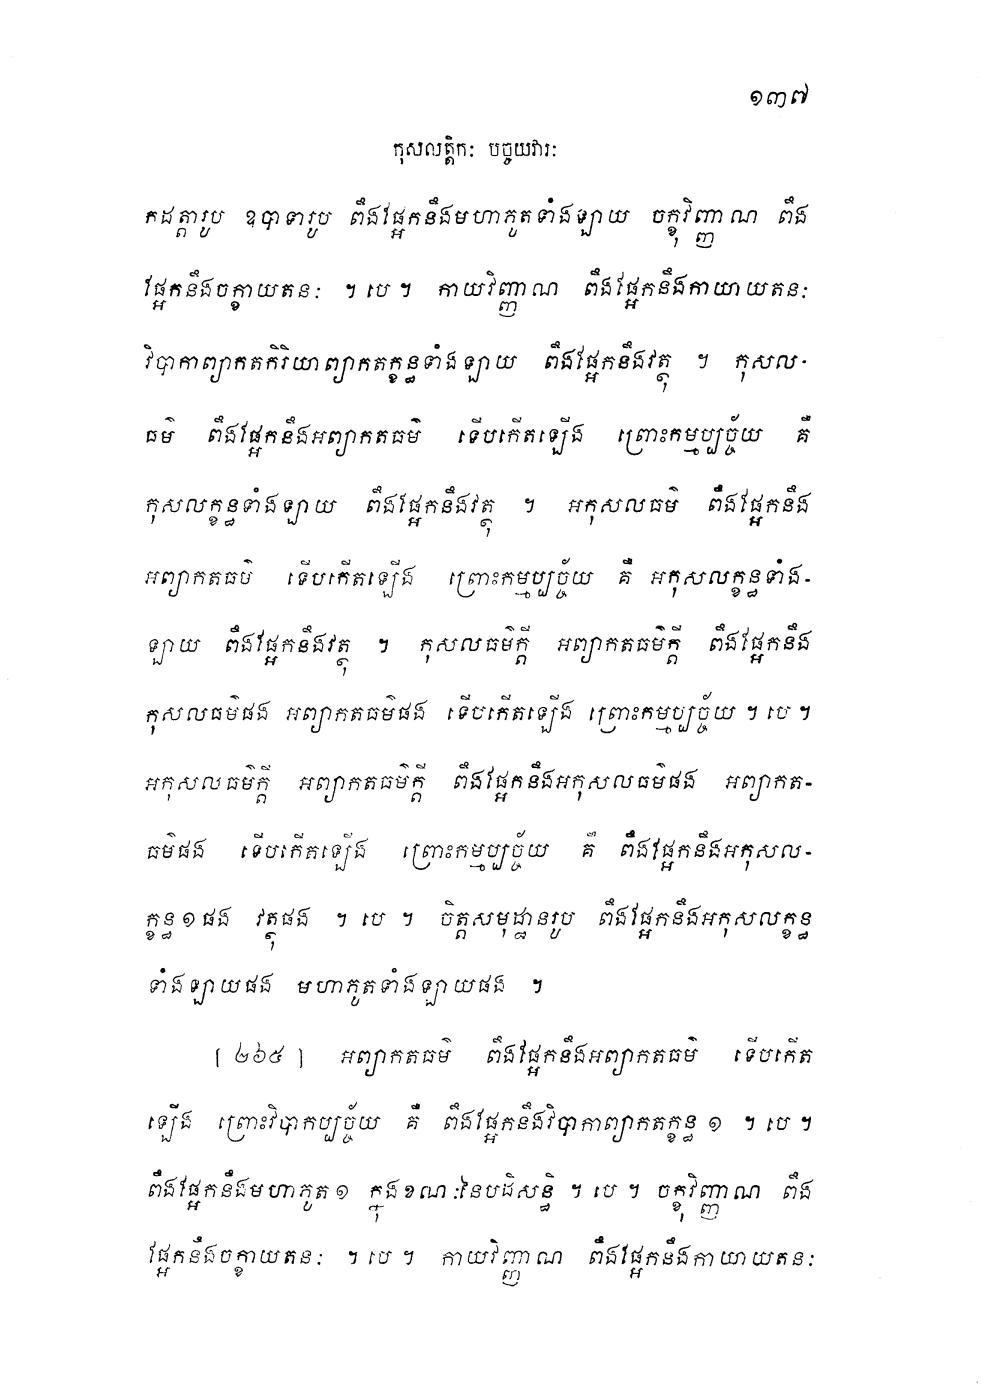 ១៣៧
កុសលត្តិកៈ បច្ចយវារៈ
កដត្តារូប ឧបាទារូប ពឹងផ្អែកនឹងមហាភូតទាំងឡាយ ចក្ខុវិញ្ញាណ ពឹង
ផ្អែកនឹងចក្ខាយតនៈ ។ បេ ។ កាយវិញ្ញាណ ពឹងផ្អែកនឹងកាយាយតនៈ
វិបាកាព្យាកតកិរិយាព្យាកតក្ខន្ធទាំងឡាយ ពឹងផ្អែកនឹងវត្ថុ ។ កុសល-
ធម៌ ពឹងផ្អែកនឹងអព្យាកតធម៌ ទើបកើតឡើង ព្រោះកម្មប្បច្ច័យ គឺ
កុសលក្ខន្ធទាំងឡាយ ពឹងផ្អែកនឹងវត្ថុ ។ អកុសលធម៌ ពឹងផ្អែកនឹង
អព្យាកតធម៌ ទើបកើតឡើង ព្រោះកម្មប្បច្ច័យ គឺ អកុសលក្ខន្ធទាំង-
ឡាយ ពឹងផ្អែកនឹងវត្ថុ ។ កុសលធម៌ក្តី អព្យាកតធម៌ក្តី ពឹងផ្អែកនឹង
កុសលធម៌ផង អព្យាកតធម៌ផង ទើបកើតឡើង ព្រោះកម្មប្បច្ច័យ ។ បេ ។
អកុសលធម៌ក្តី អព្យាកតធម៌ក្តី ពឹងផ្អែកនឹងអកុសលធម៌ផង អព្យាកត-
ធម៌ផង ទើបកើតឡើង ព្រោះកម្មប្បច្ច័យ គឺ ពឹងផ្អែកនឹងអកុសល-
ក្ខន្ធ ១ ផង វត្ថុផង ។ បេ ។ ចិត្តសមុដ្ឋានរូប ពឹងផ្អែកនឹងអកុសលក្ខន្ធ
ទាំងឡាយផង មហាភូតទាំងឡាយផង ។
[ ២៦៥ ] អព្យាកតធម៌ ពឹងផ្អែកនឹងអព្យាកតធម៌ ទើបកើត
ឡើង ព្រោះវិបាកប្បច្ច័យ គឺ ពឹងផ្អែកនឹងវិបាកាព្យាកតក្ខន្ធ ១ ។ បេ ។
ពឹងផ្អែកនឹងមហាភូត ១ ក្នុងខណៈនៃបដិសន្ធិ ។ បេ ។ ចក្ខុវិញ្ញាណ ពឹង
ផ្អែកនឹងចក្ខាយតនៈ ។ បេ ។ កាយវិញ្ញាណ ពឹងផ្អែកនឹងកាយាយតនៈ